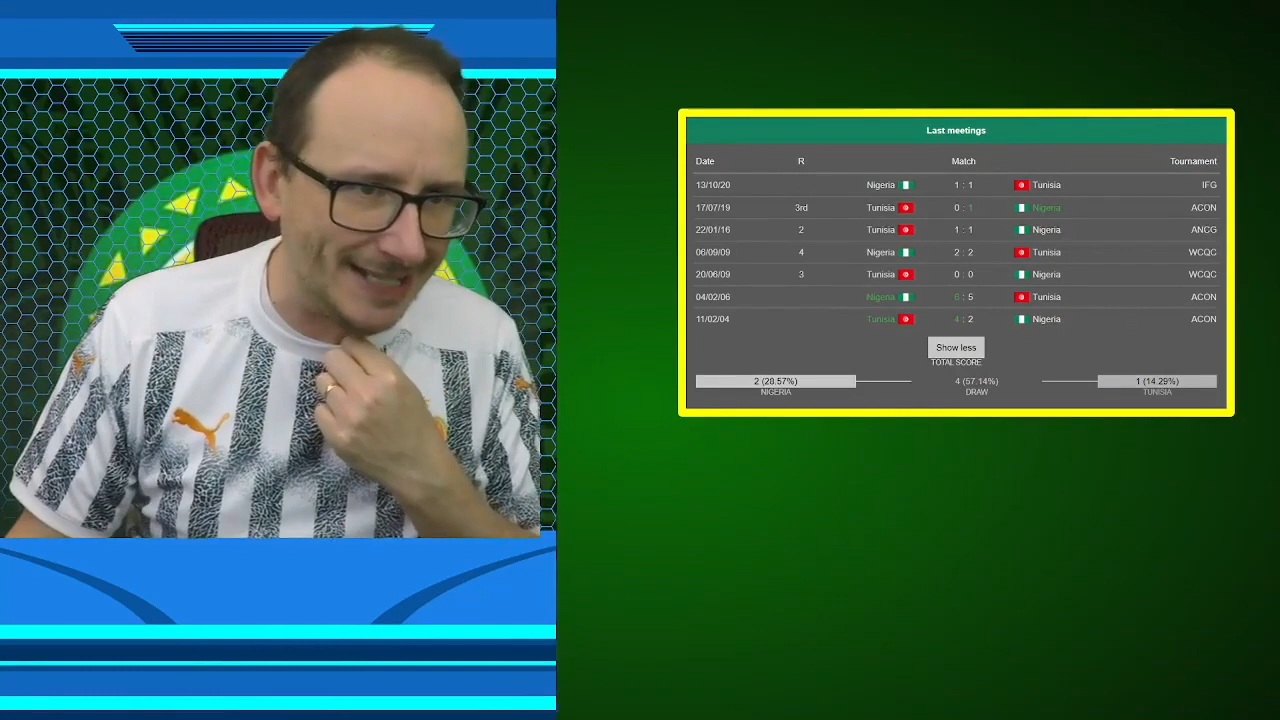 Last meetings
Date R Match Tournament
13/10/20 Nigeria 1 : 1 Tunisia IFG
17/07/19 3rd Tunisia 0 : 1 Nigeria ACON
22/01/16 2 Tunisia 1 : 1 Nigeria ANCG
06/09/09 4 Nigeria 2 : 2 Tunisia WCQC
20/06/09 3 Tunisia 0 : 0 Nigeria WCQC
04/02/06 Nigeria 6 : 5 Tunisia ACON
11/02/04 Tunisia 4 : 2 Nigeria ACON
Show less
TOTAL SCORE
2 (28.57%) 4 (57.14%) 1 (14.29%)
NIGERIA DRAW TUNISIA